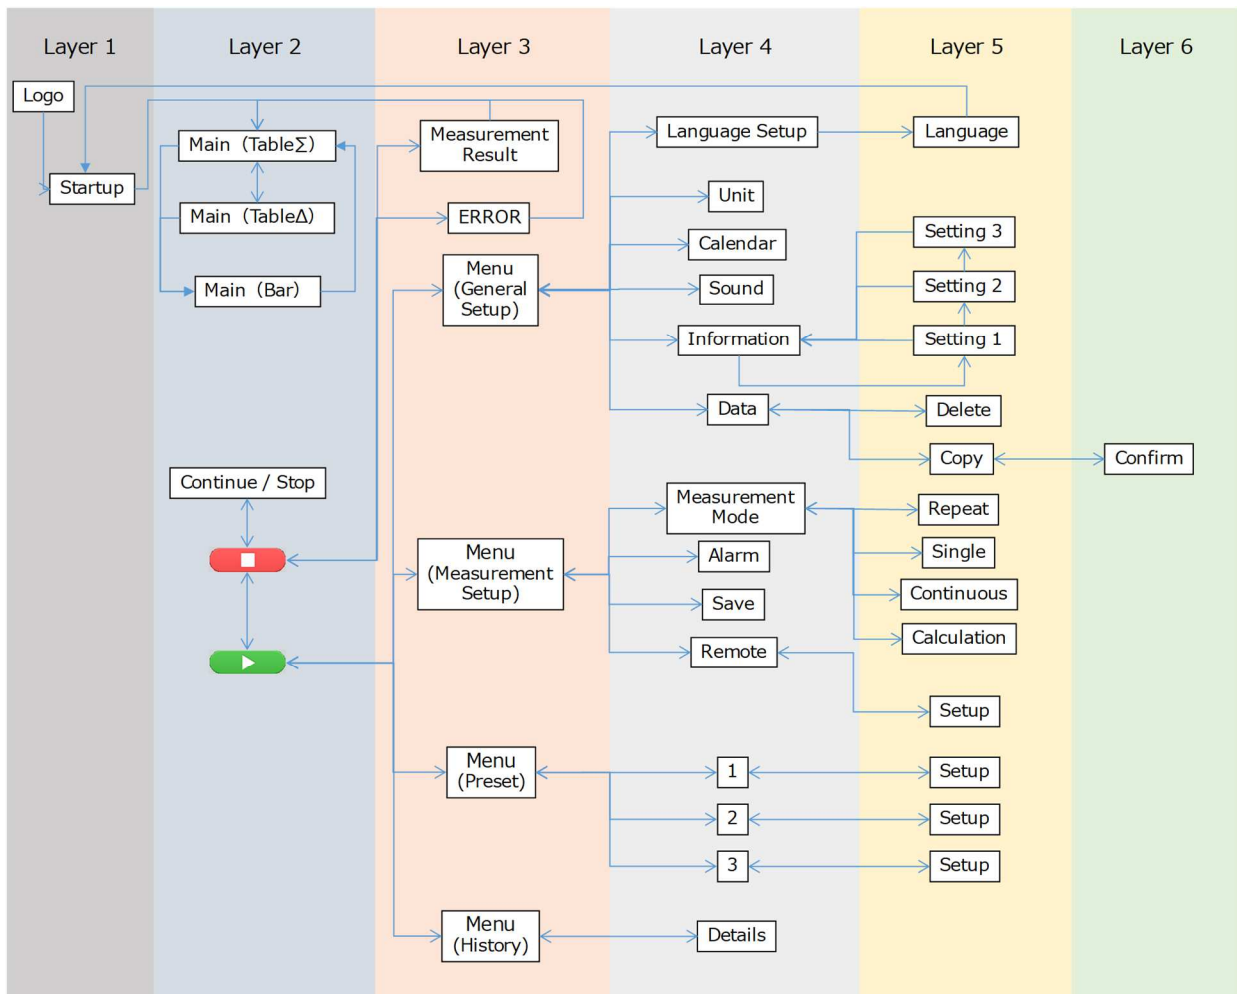 Layer 1
Layer 2
Layer 3
Layer 4
Layer 5
Layer 6
Logo
Startup
Main（Table∑）
Main（TableΔ）
Main（Bar）
Continue / Stop
Measurement
Result
ERROR
Menu
(General
Setup)
Menu
(Measurement
Setup)
Menu
(Preset)
Menu
(History)
Language Setup
Unit
Calendar
Sound
Information
Data
Measurement
Mode
Alarm
Save
Remote
1
2
3
Details
Language
Setting 3
Setting 2
Setting 1
Delete
Copy
Repeat
Single
Continuous
Calculation
Setup
Setup
Setup
Setup
Confirm